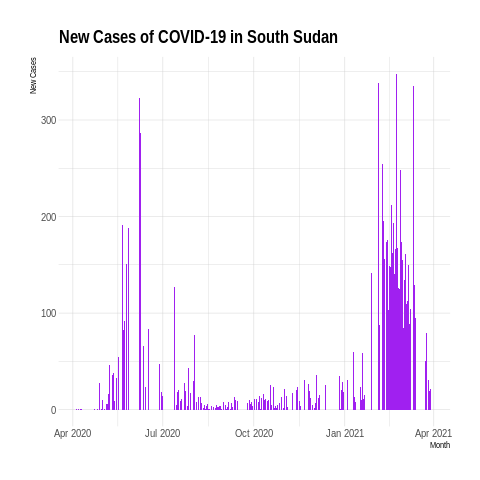 New Cases of COVID-19 in South Sudan
New Cases
300
200
100
0
Apr 2020 Jul 2020 Oct 2020 Jan 2021 Apr 2021
Month